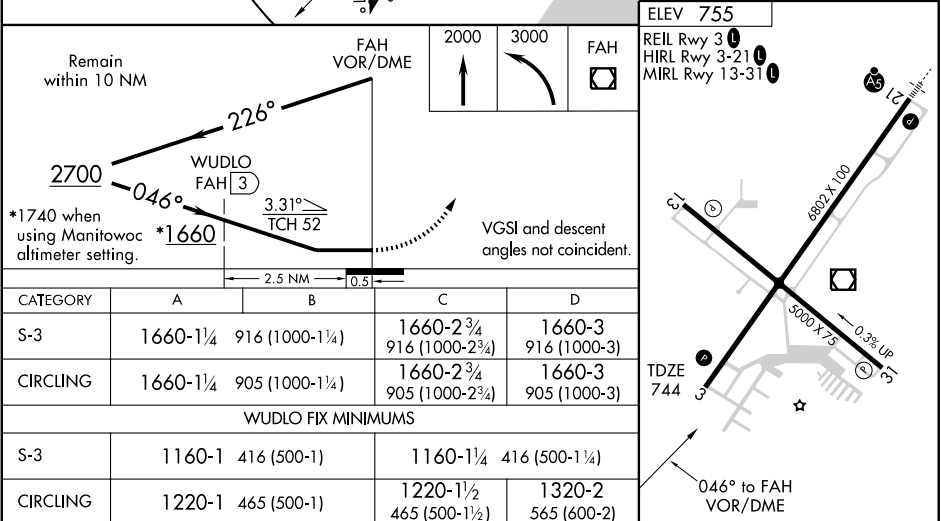 Remain
within 10 NM
FAH
VOR/DME
2000
3000
FAH
226°
2700
046°
WUDLO
FAH 3
3.31°
TCH 52
*1740 when
using Manitowoc
altimeter setting.
*1660
VGSI and descent
angles not coincident.
2.5 NM
0.5
CATEGORY A B C D
S-3 1660-1¼ 916 (1000-1¼) 1660-2¾ 1660-3
916 (1000-2¾) 916 (1000-3)
CIRCLING 1660-1¼ 905 (1000-1¼) 1660-2¾ 1660-3
905 (1000-2¾) 905 (1000-3)
WUDLO FIX MINIMUMS
S-3 1160-1 416 (500-1) 1160-1¼ 416 (500-1¼)
CIRCLING 1220-1 465 (500-1) 1220-1½ 1320-2
465 (500-1½) 565 (600-2)
ELEV 755
REIL Rwy 3 L
HIRL Rwy 3-21 L
MIRL Rwy 13-31 L
A5
21
P
6802 X 100
13
P
5000 X 75
0.3% UP
P
TDZE
744
P
31
3
046° to FAH
VOR/DME